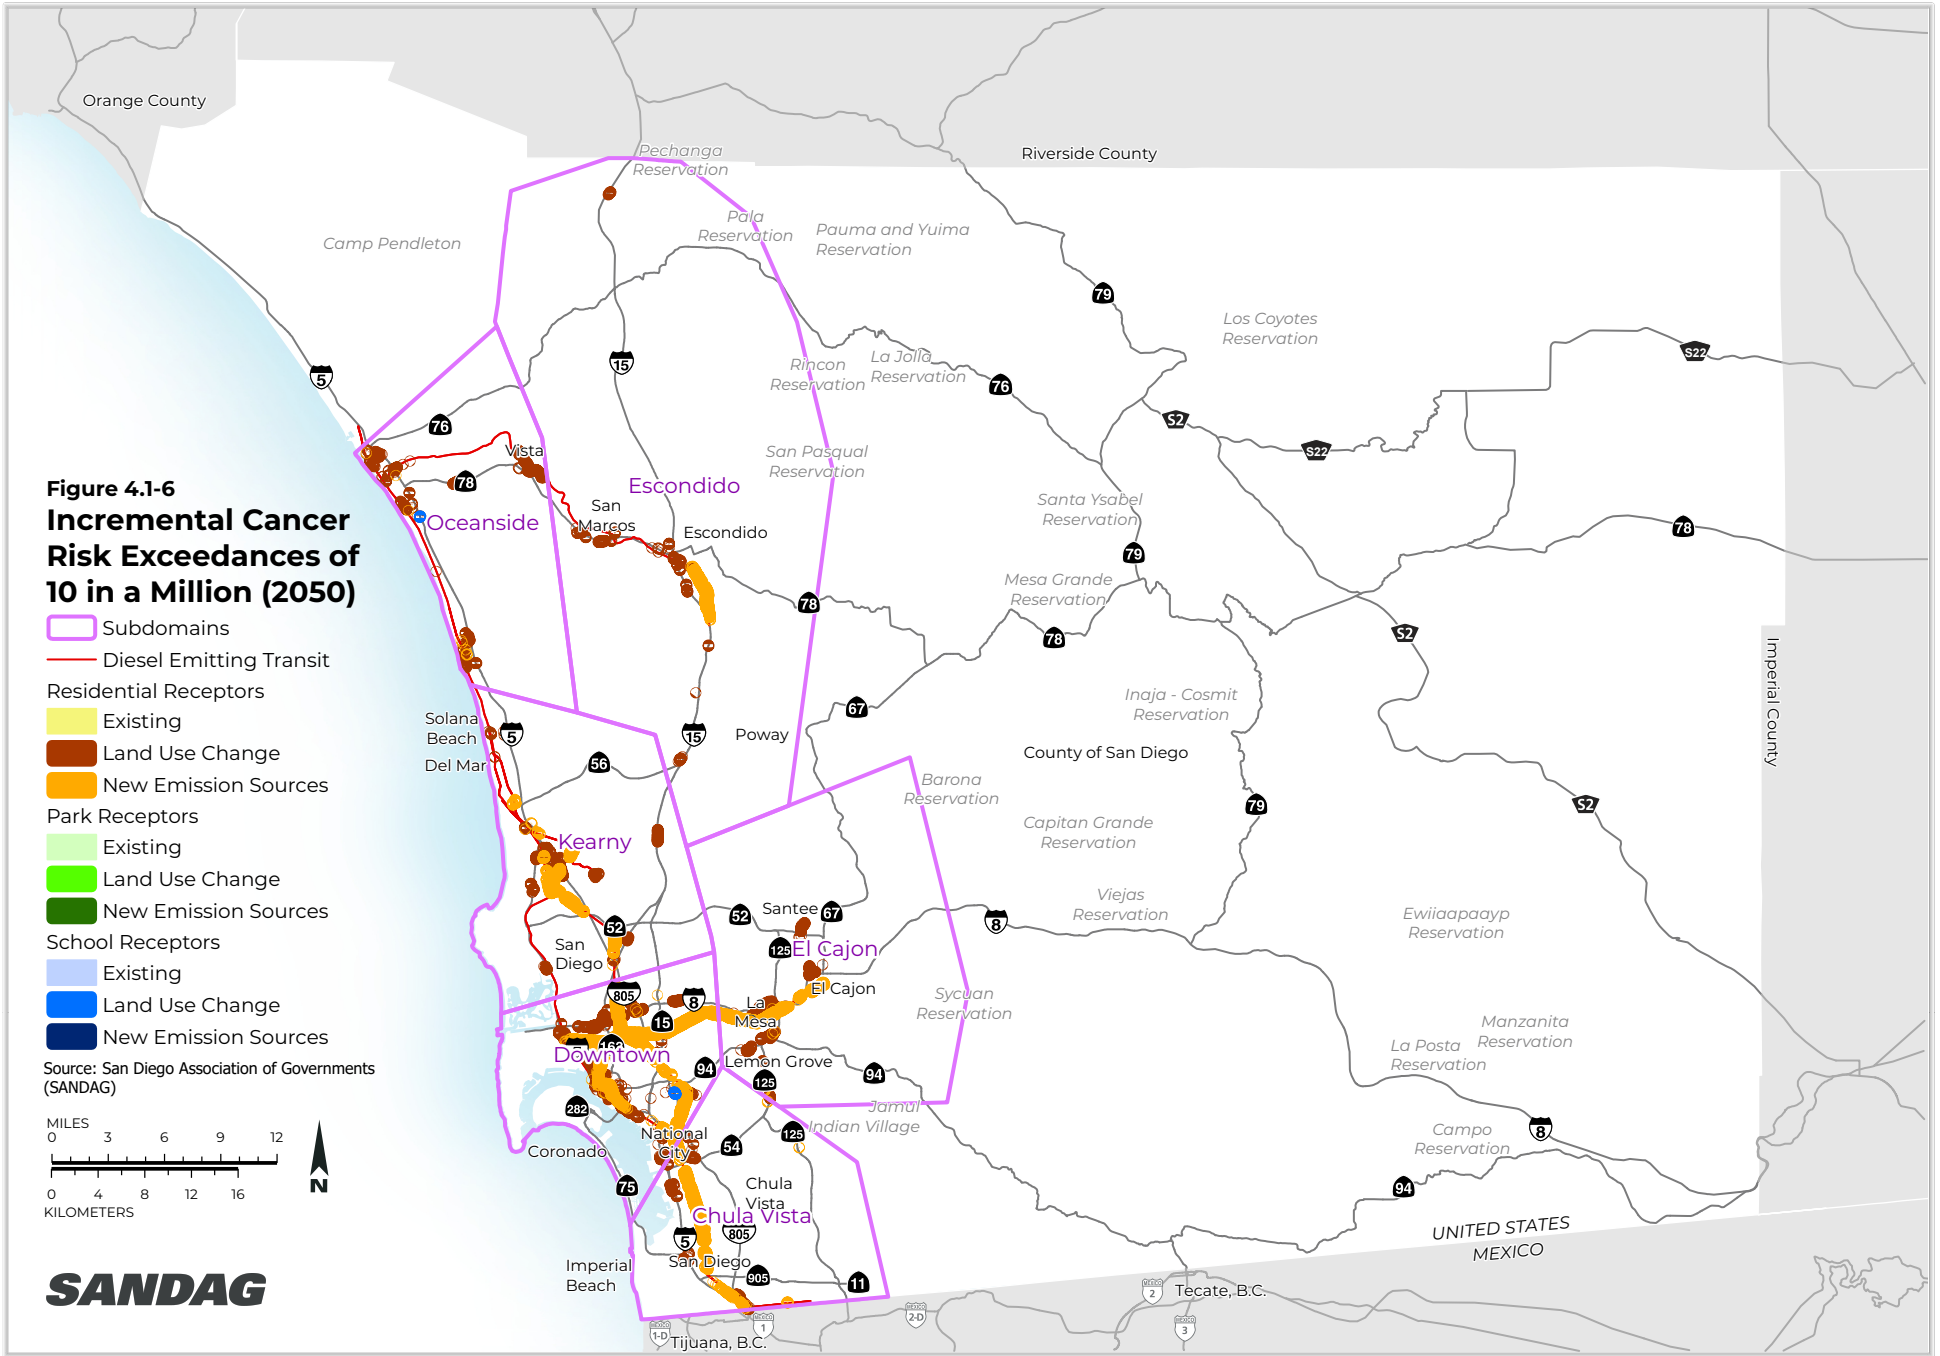 Orange County
Riverside County
Pechanga
Reservation
Pala
Reservation
Pauma and Yuima
Reservation
Camp Pendleton
79
Los Coyotes
Reservation
S22
15
5
Rincon
Reservation
La Jolla
Reservation
76
S2
76
S22
Vista
San Pasqual
Reservation
78
Escondido
San
Marcos
Santa Ysabel
Reservation
78
Oceanside
Escondido
79
Mesa Grande
Reservation
78
78
S2
Figure 4.1-6
Incremental Cancer
Risk Exceedances of
10 in a Million (2050)
Subdomains
Diesel Emitting Transit
Residential Receptors
Existing
Land Use Change
New Emission Sources
Park Receptors
Existing
Land Use Change
New Emission Sources
School Receptors
Existing
Land Use Change
New Emission Sources
Source: San Diego Association of Governments
(SANDAG)
MILES
0 3 6 9 12
0 4 8 12 16
KILOMETERS
N
SANDAG
Imperial County
Inaja - Cosmit
Reservation
67
Solana
Beach
5
15
Poway
County of San Diego
Del Mar
56
Barona
Reservation
79
S2
Capitan Grande
Reservation
Kearny
Viejas
Reservation
52
Santee
67
8
Ewiiaapaayp
Reservation
52
125
El Cajon
San
Diego
El Cajon
805
8
La
Mesa
Sycuan
Reservation
15
163
Manzanita
Reservation
La Posta
Reservation
Downtown
94
Lemon Grove
94
125
282
Jamul
Indian Village
National
City
54
125
Campo
Reservation
8
Coronado
75
Chula
Vista
94
Chula Vista
805
5
UNITED STATES
MEXICO
Imperial
Beach
San Diego
905
11
MEXICO
2
Tecate, B.C.
MEXICO
2-D
MEXICO
1-D
MEXICO
1
MEXICO
3
Tijuana, B.C.